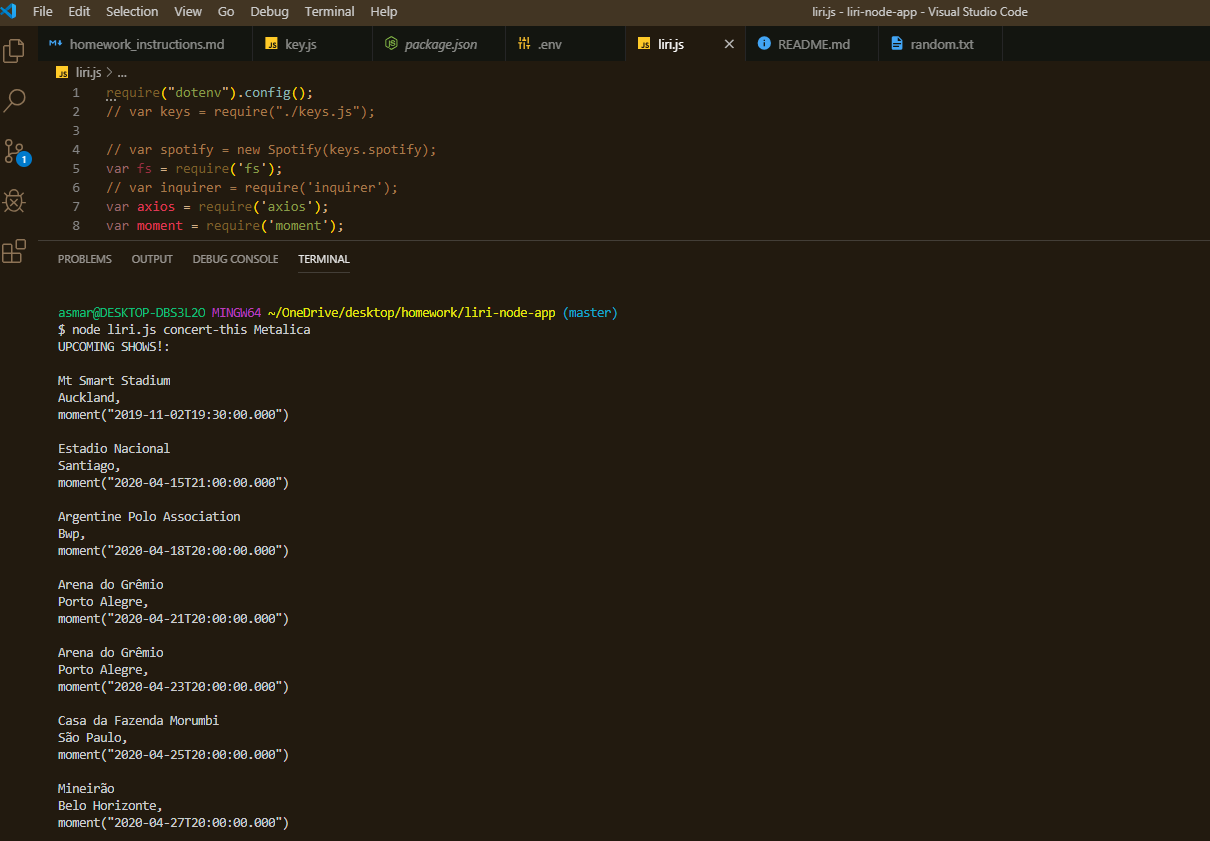 File Edit Selection View Go Debug Terminal Help liri.js - liri-node-app - Visual Studio Code
homework_instructions.md key.js package.json .env liri.js README.md random.txt
JS liri.js > ...
1 require("dotenv").config();
2 // var keys = require("./keys.js");
3
4 // var spotify = new Spotify(keys.spotify);
5 var fs = require('fs');
6 // var inquirer = require('inquirer');
7 var axios = require('axios');
8 var moment = require('moment');
1
PROBLEMS OUTPUT DEBUG CONSOLE TERMINAL
asmar@DESKTOP-DBS3L2O MINGW64 ~/OneDrive/desktop/homework/liri-node-app (master)
$ node liri.js concert-this Metalica
UPCOMING SHOWS!:
Mt Smart Stadium
Auckland,
moment("2019-11-02T19:30:00.000")
Estadio Nacional
Santiago,
moment("2020-04-15T21:00:00.000")
Argentine Polo Association
Bwp,
moment("2020-04-18T20:00:00.000")
Arena do Grêmio
Porto Alegre,
moment("2020-04-21T20:00:00.000")
Arena do Grêmio
Porto Alegre,
moment("2020-04-23T20:00:00.000")
Casa da Fazenda Morumbi
São Paulo,
moment("2020-04-25T20:00:00.000")
Mineirão
Belo Horizonte,
moment("2020-04-27T20:00:00.000")